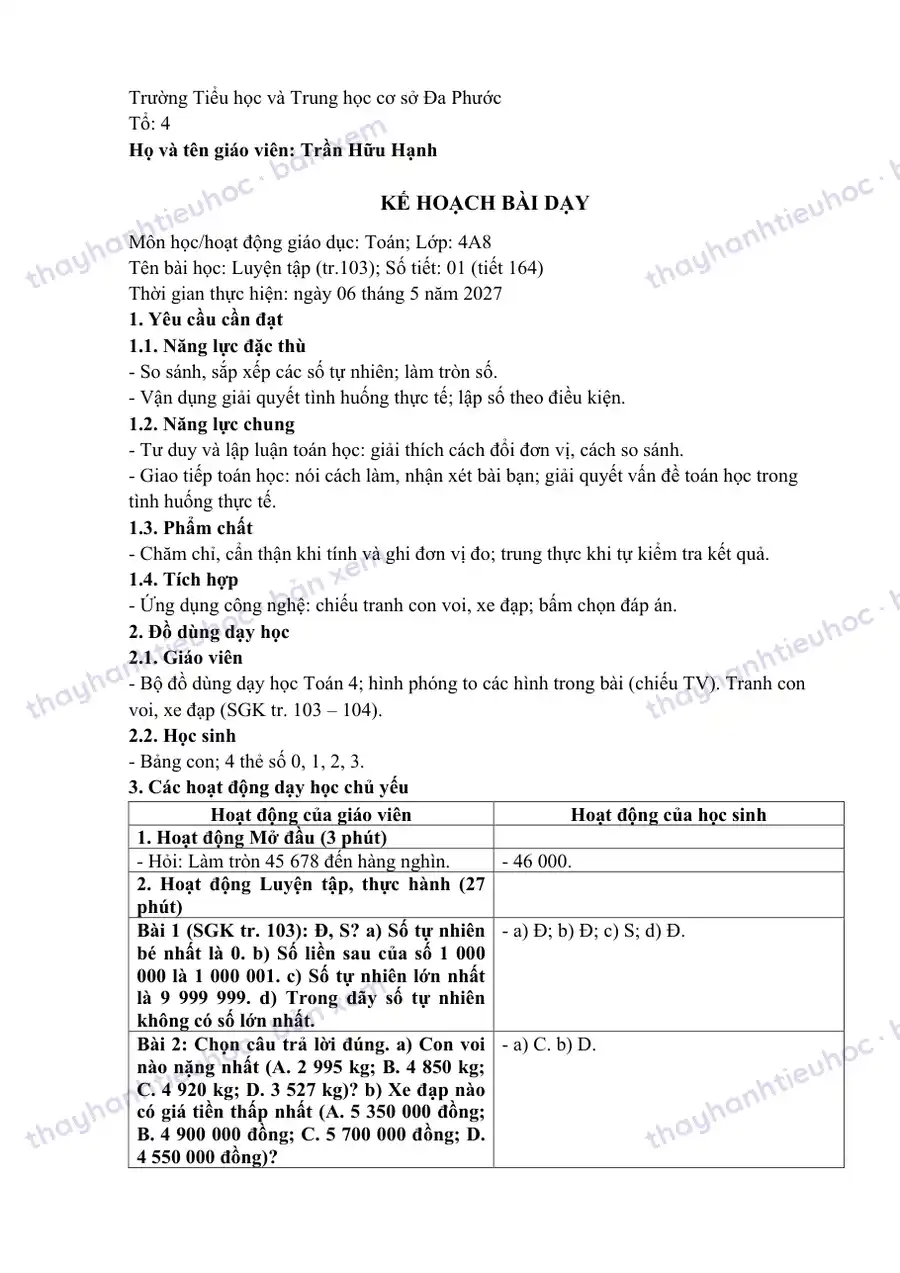 Trường Tiểu học và Trung học cơ sở Đa Phước
Tổ: 4
Họ và tên giáo viên: Trần Hữu Hạnh
KẾ HOẠCH BÀI DẠY
Môn học/hoạt động giáo dục: Toán; Lớp: 4A8
Tên bài học: Luyện tập (tr.103); Số tiết: 01 (tiết 164)
Thời gian thực hiện: ngày 06 tháng 5 năm 2027
1. Yêu cầu cần đạt
1.1. Năng lực đặc thù
- So sánh, sắp xếp các số tự nhiên; làm tròn số.
- Vận dụng giải quyết tình huống thực tế; lập số theo điều kiện.
1.2. Năng lực chung
- Tư duy và lập luận toán học: giải thích cách đổi đơn vị, cách so sánh.
- Giao tiếp toán học: nói cách làm, nhận xét bài bạn; giải quyết vấn đề toán học trong
tình huống thực tế.
1.3. Phẩm chất
- Chăm chỉ, cẩn thận khi tính và ghi đơn vị đo; trung thực khi tự kiểm tra kết quả.
1.4. Tích hợp
- Ứng dụng công nghệ: chiếu tranh con voi, xe đạp; bấm chọn đáp án.
2. Đồ dùng dạy học
2.1. Giáo viên
- Bộ đồ dùng dạy học Toán 4; hình phóng to các hình trong bài (chiếu TV). Tranh con
voi, xe đạp (SGK tr. 103 – 104).
2.2. Học sinh
- Bảng con; 4 thẻ số 0, 1, 2, 3.
3. Các hoạt động dạy học chủ yếu
Hoạt động của giáo viên
Hoạt động của học sinh
1. Hoạt động Mở đầu (3 phút)
- Hỏi: Làm tròn 45 678 đến hàng nghìn.
- 46 000.
2. Hoạt động Luyện tập, thực hành (27
phút)
Bài 1 (SGK tr. 103): Đ, S? a) Số tự nhiên
bé nhất là 0. b) Số liền sau của số 1 000
000 là 1 000 001. c) Số tự nhiên lớn nhất
là 9 999 999. d) Trong dãy số tự nhiên
không có số lớn nhất.
- a) Đ; b) Đ; c) S; d) Đ.
Bài 2: Chọn câu trả lời đúng. a) Con voi
nào nặng nhất (A. 2 995 kg; B. 4 850 kg;
C. 4 920 kg; D. 3 527 kg)? b) Xe đạp nào
có giá tiền thấp nhất (A. 5 350 000 đồng;
B. 4 900 000 đồng; C. 5 700 000 đồng; D.
4 550 000 đồng)?
- a) C. b) D.
thayhanhtieuhoc · bản xem
thayhanhtieuhoc · b
thayhanhtieuhoc · bản xem
thayhanhtieuhoc · b
thayhanhtieuhoc · bản xem
thayhanhtieuhoc · b